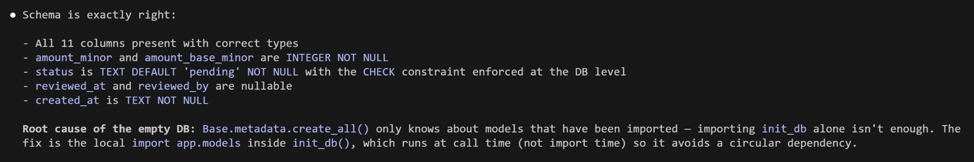 ● Schema is exactly right:
- All 11 columns present with correct types
- amount_minor and amount_base_minor are INTEGER NOT NULL
- status is TEXT DEFAULT 'pending' NOT NULL with the CHECK constraint enforced at the DB level
- reviewed_at and reviewed_by are nullable
- created_at is TEXT NOT NULL
Root cause of the empty DB: Base.metadata.create_all() only knows about models that have been imported — importing init_db alone isn't enough. The
fix is the local import app.models inside init_db(), which runs at call time (not import time) so it avoids a circular dependency.